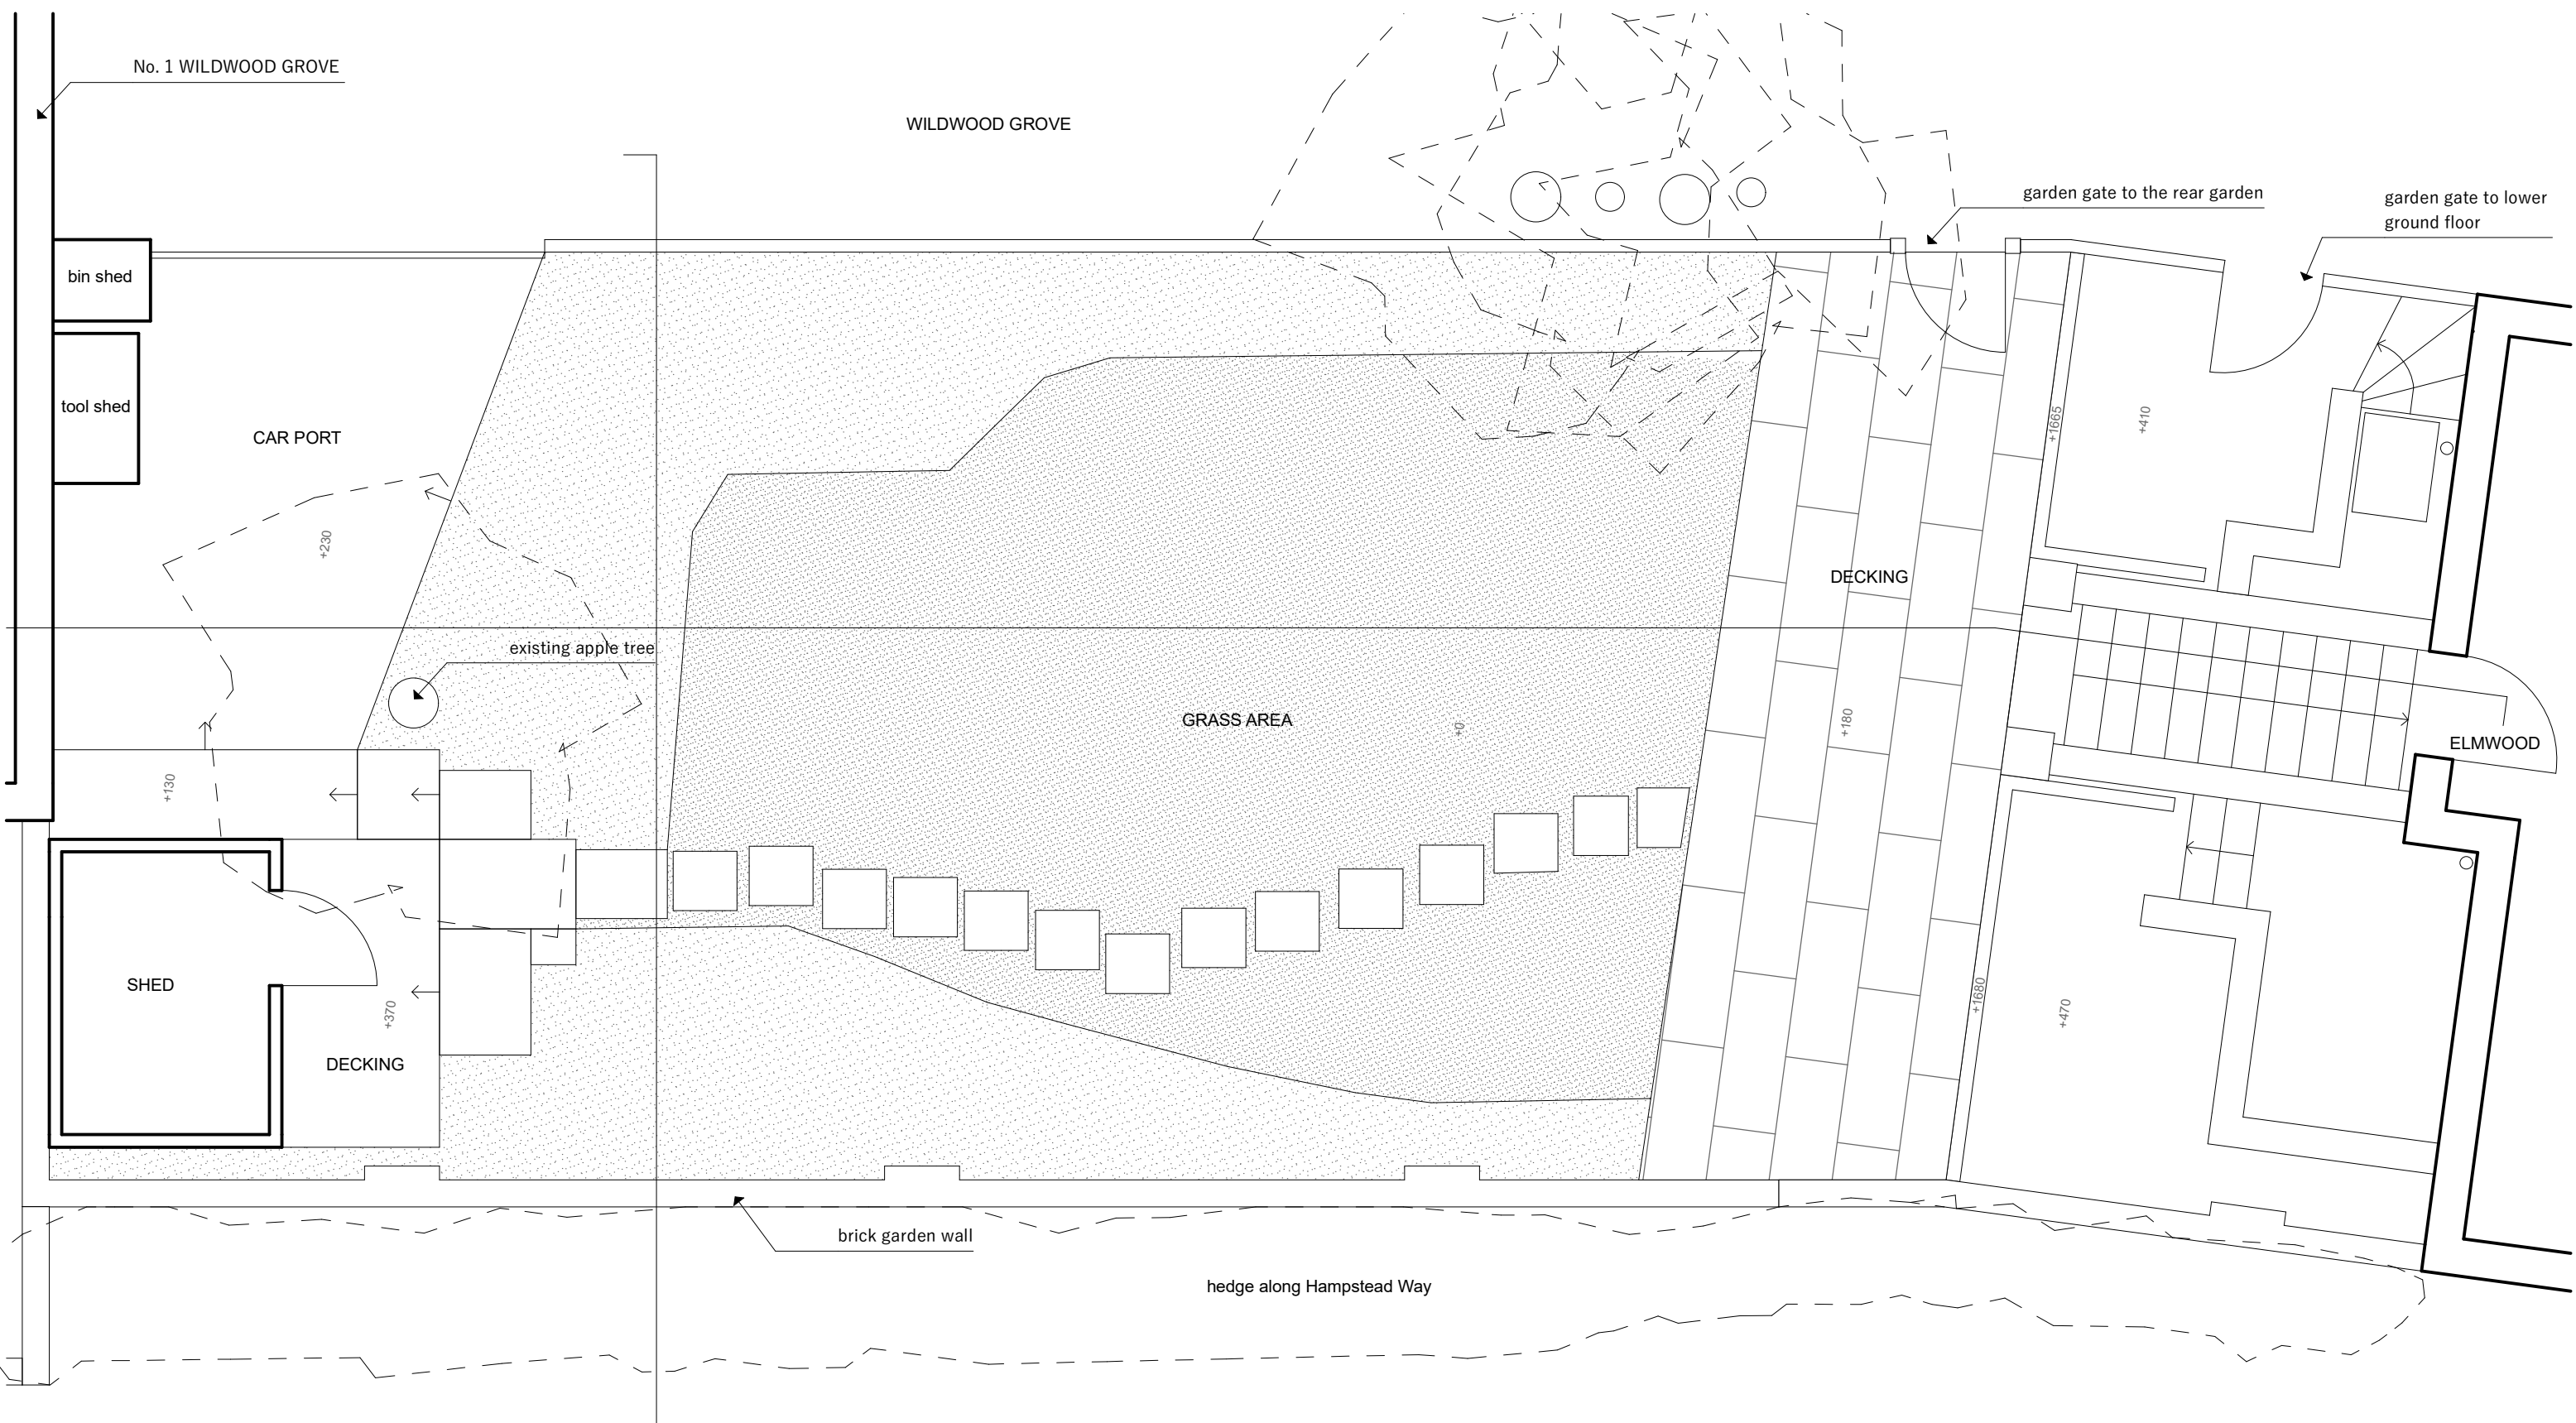 No. 1 WILDWOOD GROVE
WILDWOOD GROVE
garden gate to the rear garden
garden gate to lower
ground floor
bin shed
tool shed
CAR PORT
+1665
+410
+230
DECKING
existing apple tree
GRASS AREA
+0
+180
ELMWOOD
+130
SHED
+370
+1680
+470
DECKING
brick garden wall
hedge along Hampstead Way